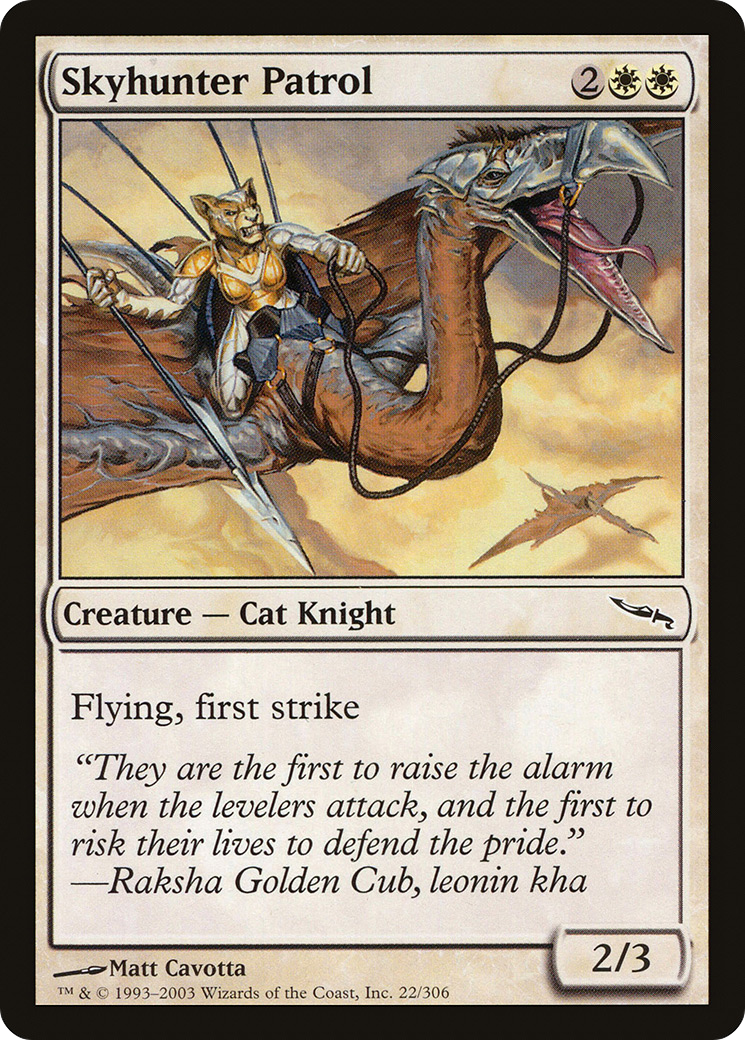 Skyhunter Patrol 2
Creature — Cat Knight
Flying, first strike
“They are the first to raise the alarm
when the levelers attack, and the first to
risk their lives to defend the pride.”
—Raksha Golden Cub, leonin kha
2/3
Matt Cavotta
™ & © 1993–2003 Wizards of the Coast, Inc. 22/306